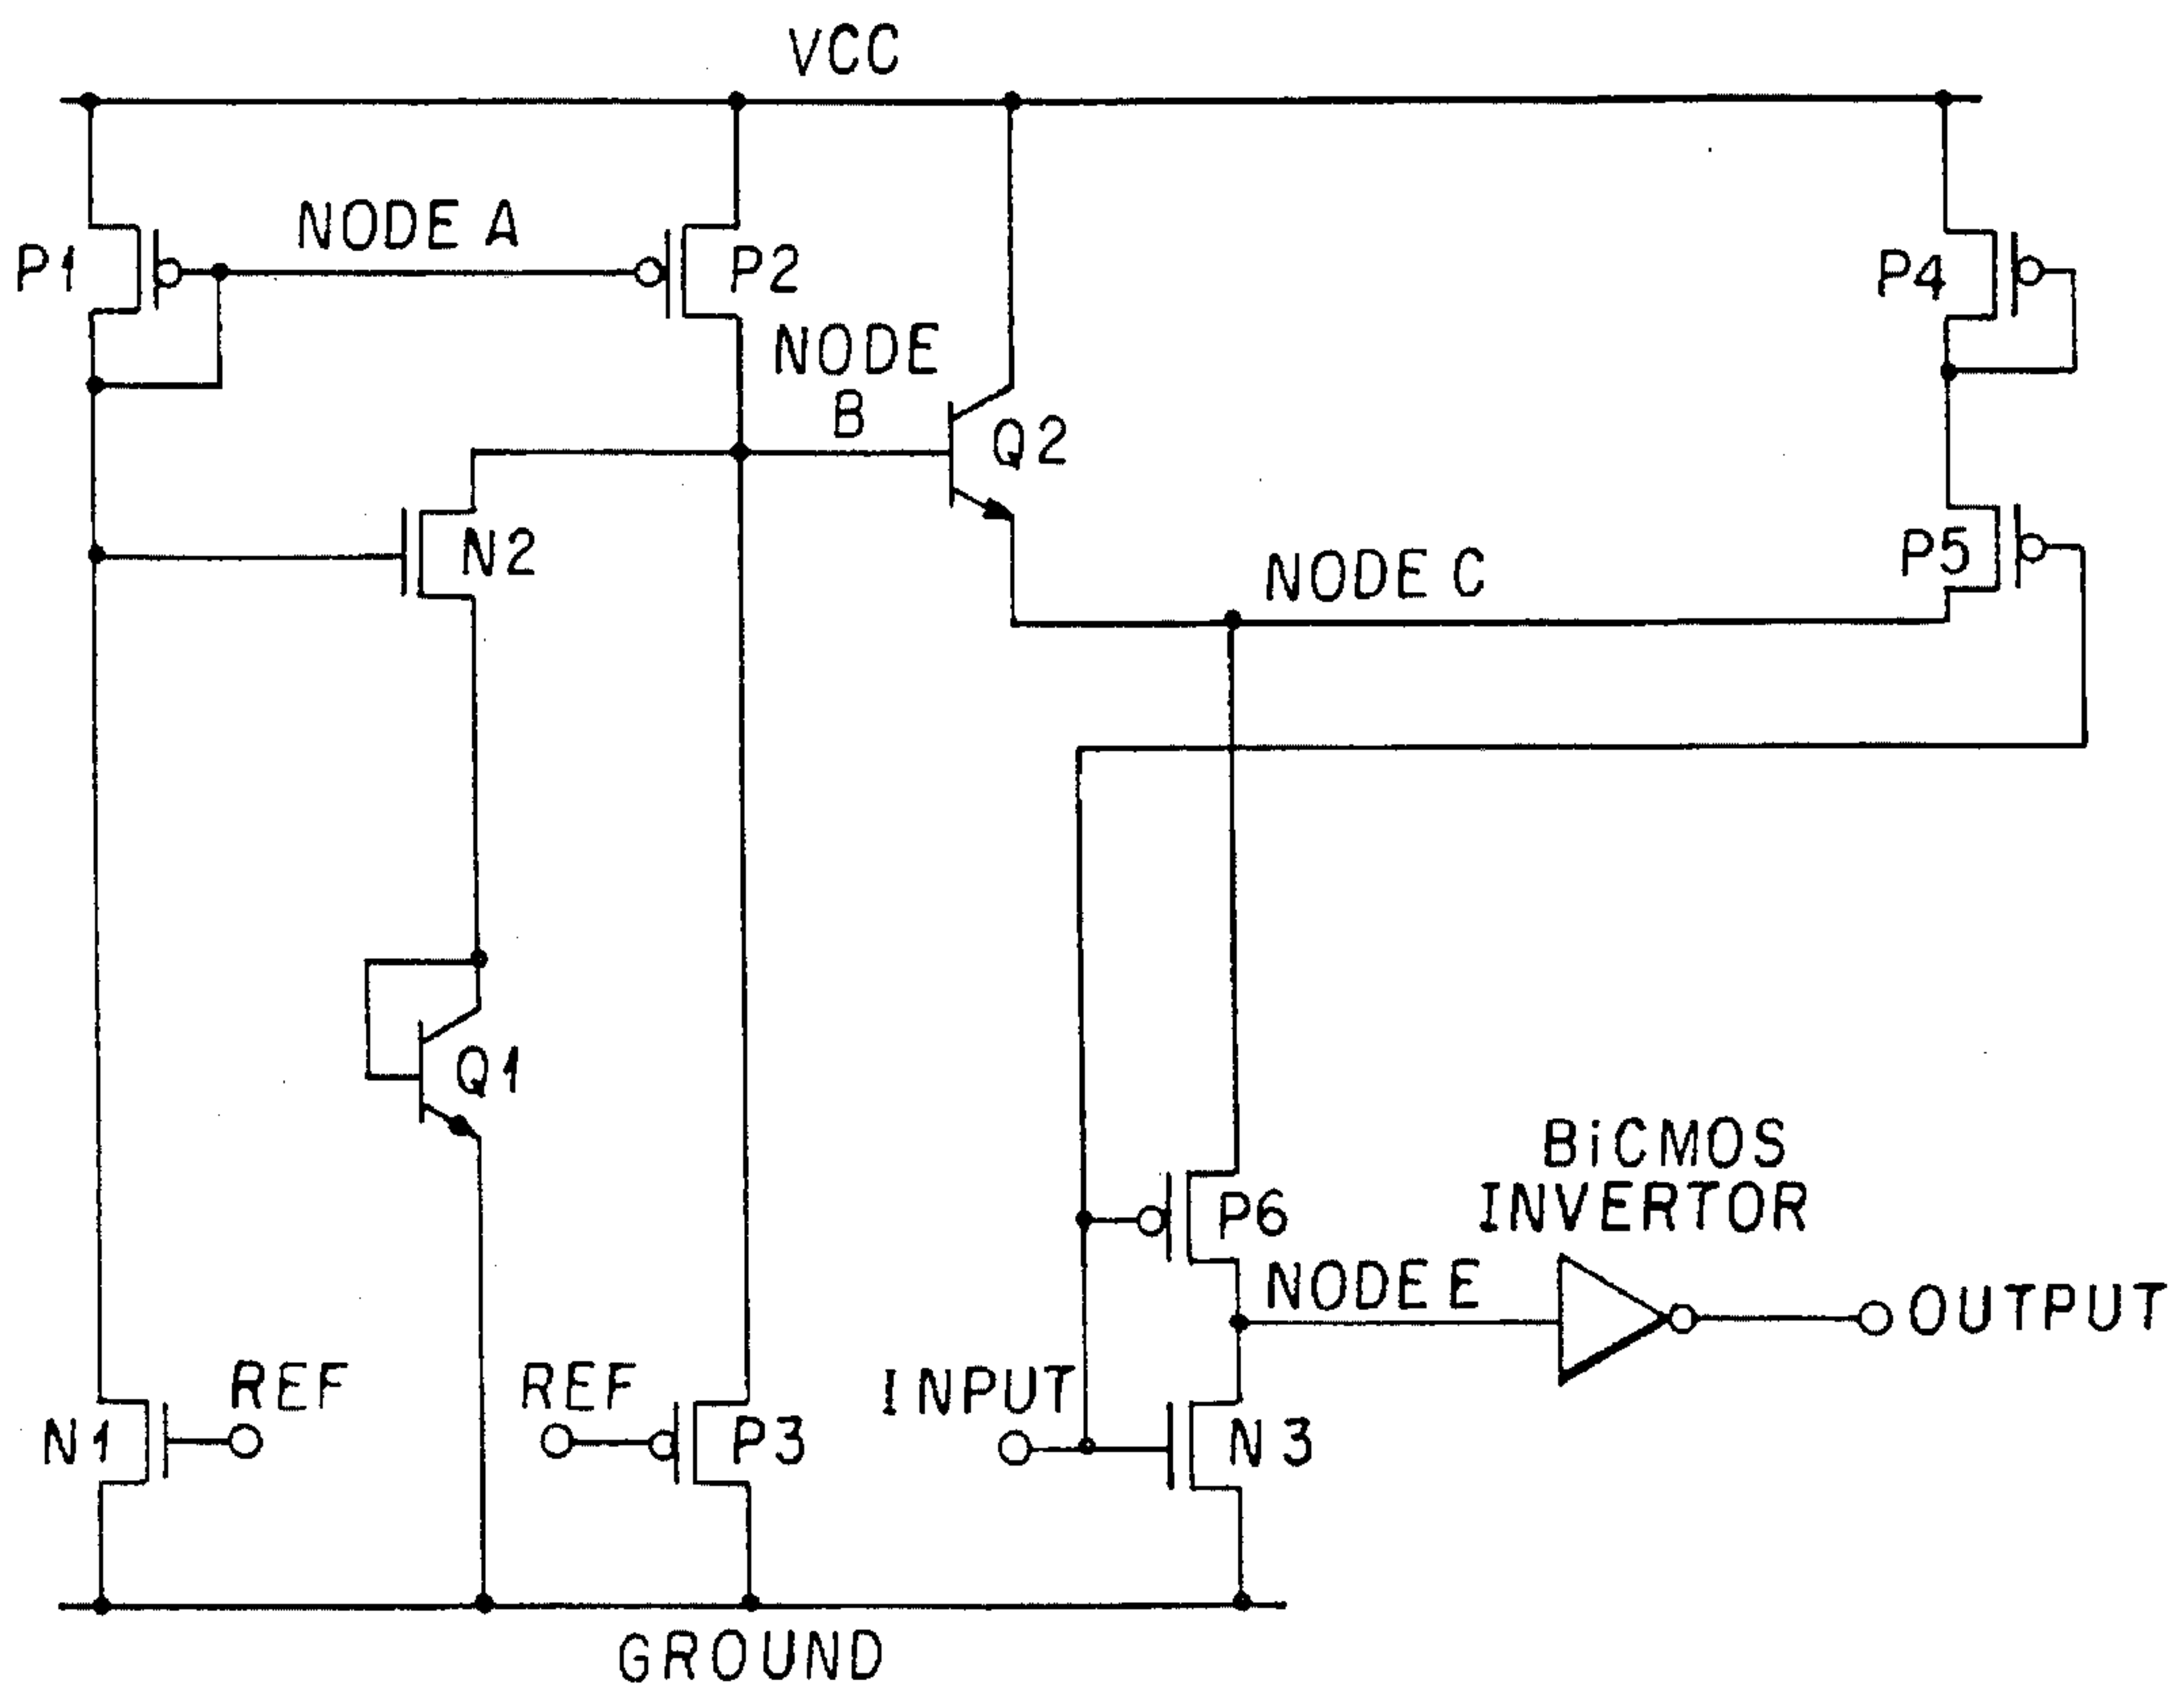 VCC
NODE A
P1
P2
P4
NODE
B
Q2
N2
P5
NODE C
Q1
BiCMOS
INVERTOR
P6
NODE E
OUTPUT
REF
REF
INPUT
N1
P3
N3
GROUND